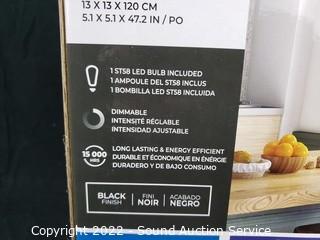 13 X 13 X 120 CM
5.1 X 5.1 X 47.2 IN / PO
1 ST58 LED BULB INCLUDED
1 AMPOULE DEL ST58 INCLUS
1 BOMBILLA LED ST58 INCLUIDA
DIMMABLE
INTENSITÉ RÉGLABLE
INTENSIDAD AJUSTABLE
15 000
HRS
LONG LASTING & ENERGY EFFICIENT
DURABLE ET ÉCONOMIQUE EN ÉNERGIE
DURADERO Y DE BAJO CONSUMO
BLACK
FINISH
FINI
NOIR
ACABADO
NEGRO
Copyright 2022 - Sound Auction Service